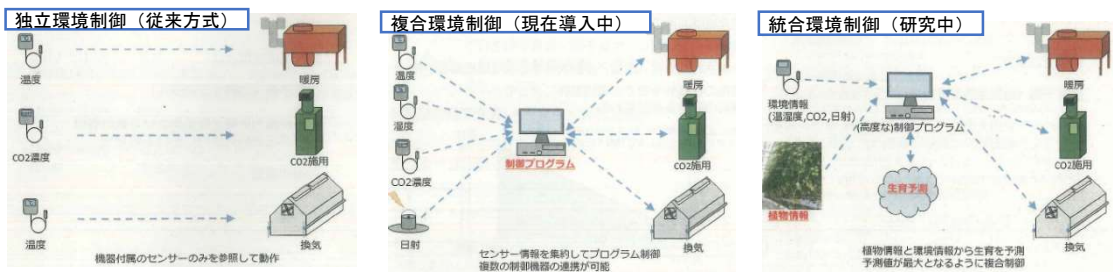 独立環境制御（従来方式）
温度
暖房
CO2濃度
CO2施用
温度
換気
機器付属のセンサーのみを参照して動作
複合環境制御（現在導入中）
温度
暖房
湿度
制御プログラム
CO2施用
CO2濃度
日射
換気
センサー情報を集約してプログラム制御
複数の制御機器の連携が可能
統合環境制御（研究中）
暖房
環境情報
(温湿度,CO2,日射)
(高度な)制御プログラム
CO2施用
生育予測
植物情報
換気
植物情報と環境情報から生育を予測
予測値が最大となるように複合制御